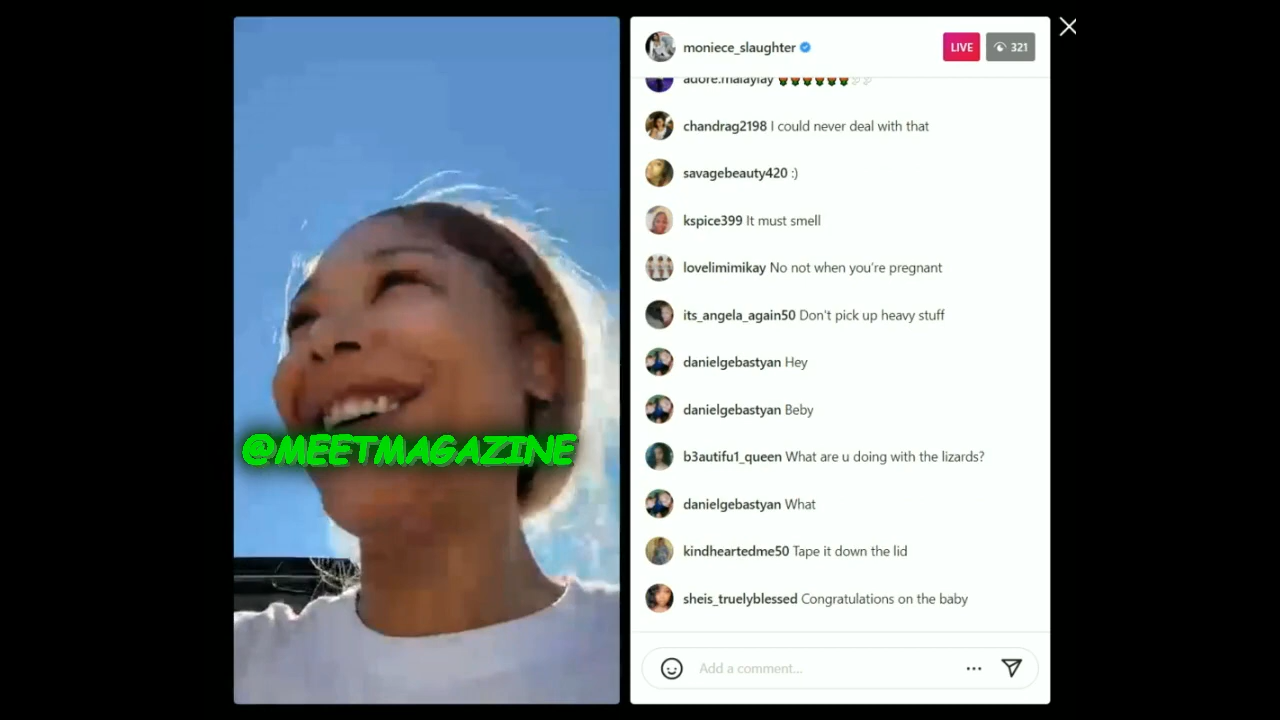 @MEETMAGAZINE
moniece_slaughter
LIVE
321
adore.malaylay
chandrag2198 I could never deal with that
savagebeauty420 :)
kspice399 It must smell
lovelimimikay No not when you're pregnant
its_angela_again50 Don't pick up heavy stuff
danielgebastyan Hey
danielgebastyan Beby
b3autifu1_queen What are u doing with the lizards?
danielgebastyan What
kindheartedme50 Tape it down the lid
sheis_truelyblessed Congratulations on the baby
Add a comment...